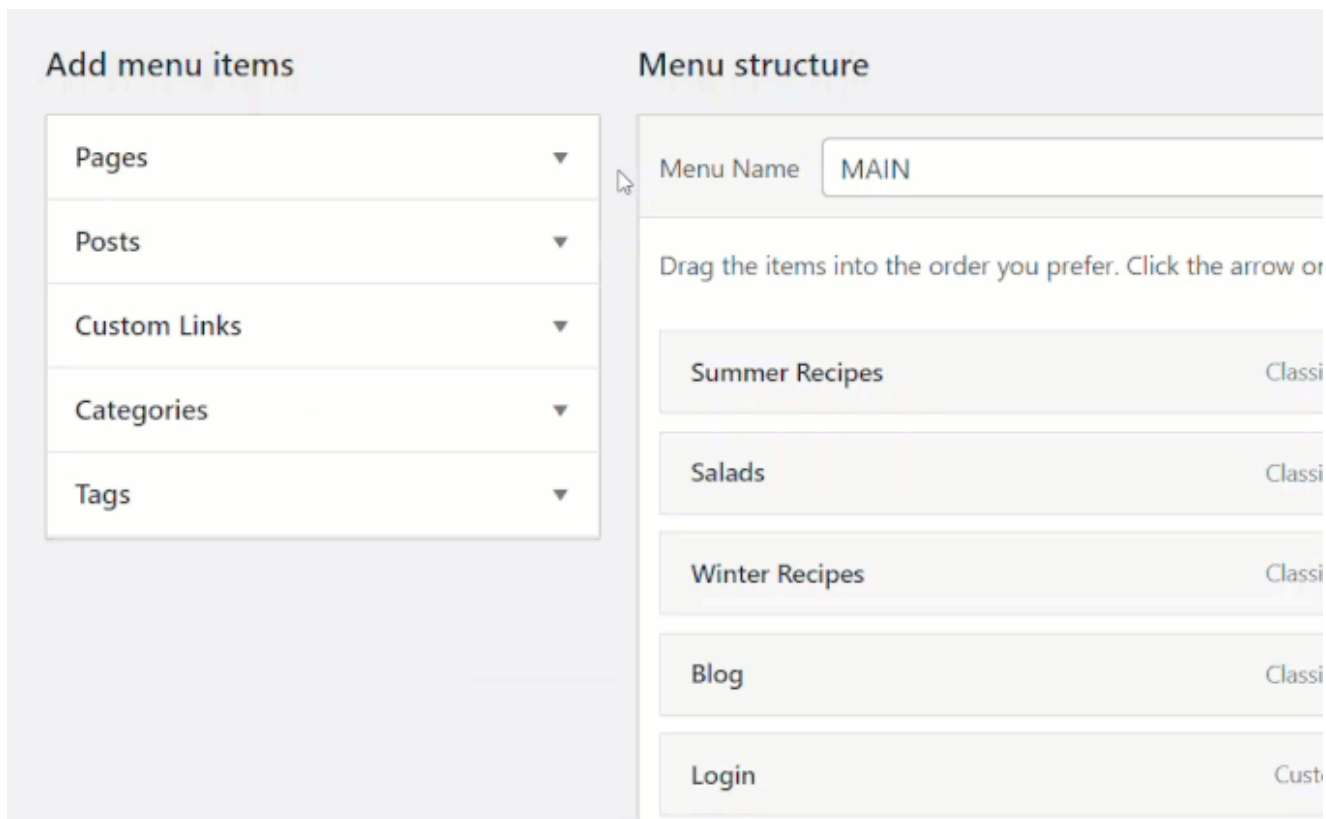 Add menu items
Pages
Posts
Custom Links
Categories
Tags
Menu structure
Menu Name MAIN
Drag the items into the order you prefer. Click the arrow
Summer Recipes
Salads
Winter Recipes
Blog
Login